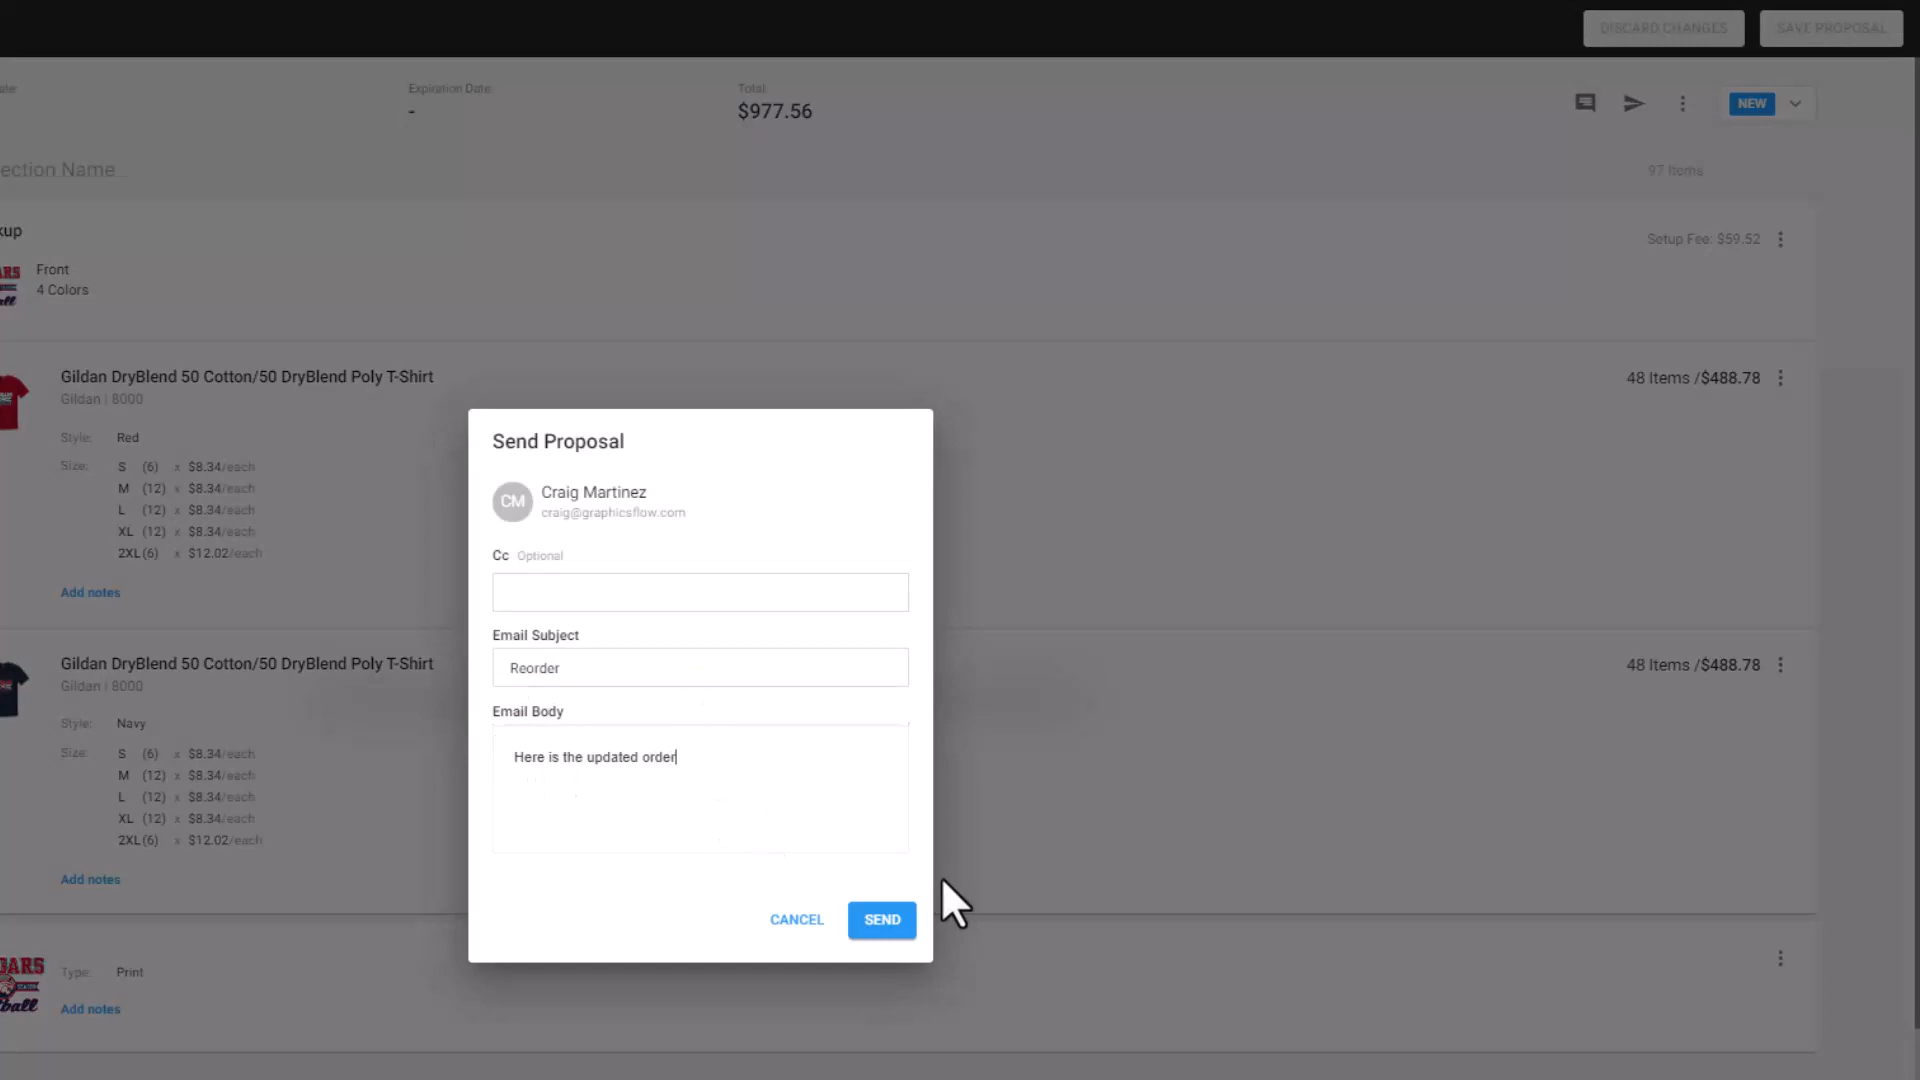 DISCARD CHANGES
SAVE PROPOSAL
Expiration Date:
-
Total:
$977.56
NEW
ection Name...
97 Items
kup
Setup Fee: $59.52
Front
4 Colors
Gildan DryBlend 50 Cotton/50 DryBlend Poly T-Shirt
48 Items /$488.78
Gildan | 8000
Style: Red
Size: S (6) x $8.34/each
M (12) x $8.34/each
L (12) x $8.34/each
XL (12) x $8.34/each
2XL(6) x $12.02/each
Add notes
Gildan DryBlend 50 Cotton/50 DryBlend Poly T-Shirt
48 Items /$488.78
Gildan | 8000
Style: Navy
Size: S (6) x $8.34/each
M (12) x $8.34/each
L (12) x $8.34/each
XL (12) x $8.34/each
2XL(6) x $12.02/each
Add notes
Type: Print
Add notes
Send Proposal
CM
Craig Martinez
craig@graphicsflow.com
Cc Optional
Email Subject
Reorder
Email Body
Here is the updated order
CANCEL
SEND